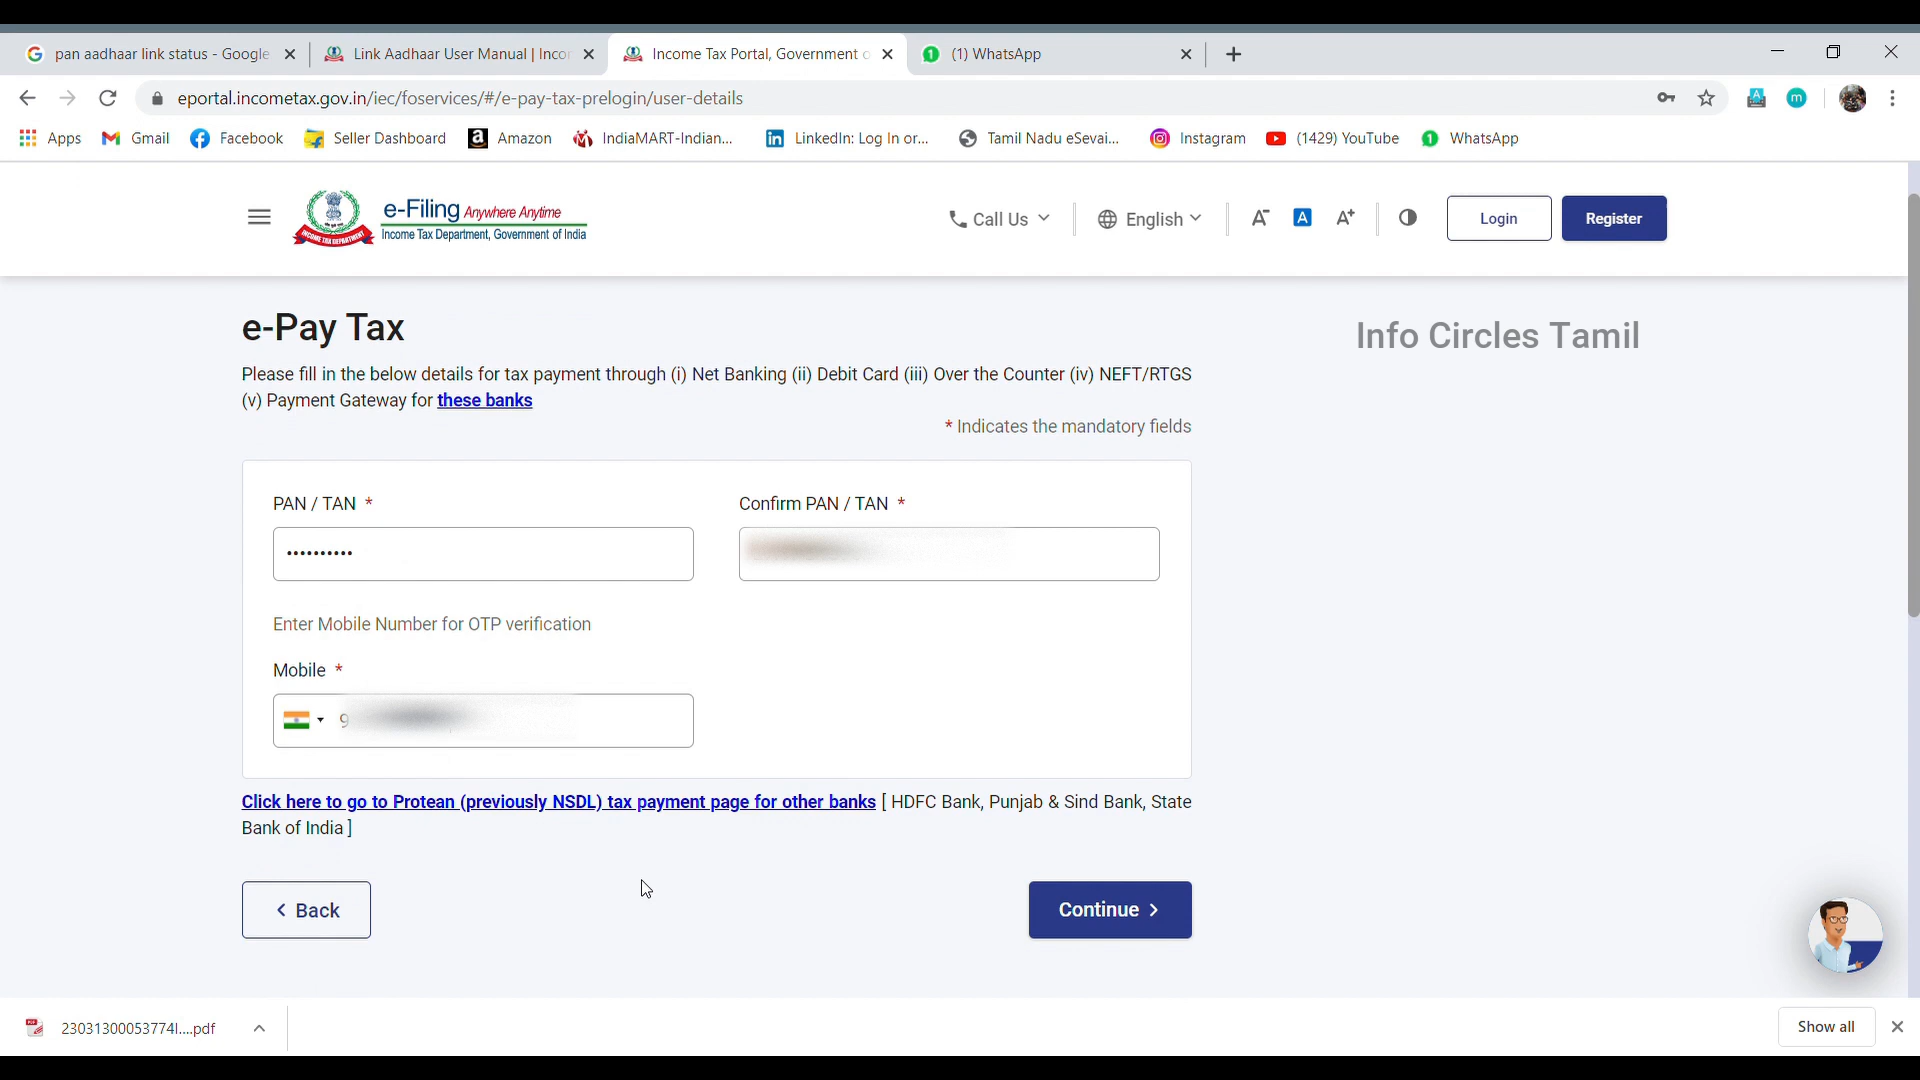 pan aadhaar link status - Google
Link Aadhaar User Manual | Incor
Income Tax Portal, Government o
(1) WhatsApp
eportal.incometax.gov.in/iec/foservices/#/e-pay-tax-prelogin/user-details
Apps
Gmail
Facebook
Seller Dashboard
Amazon
IndiaMART-Indian...
LinkedIn: Log In or...
Tamil Nadu eSevai...
Instagram
(1429) YouTube
WhatsApp
e-Filing Anywhere Anytime
Income Tax Department, Government of India
INCOME TAX DEPARTMENT
Call Us
English
A-
A
A+
Login
Register
e-Pay Tax
Info Circles Tamil
Please fill in the below details for tax payment through (i) Net Banking (ii) Debit Card (iii) Over the Counter (iv) NEFT/RTGS
(v) Payment Gateway for these banks
* Indicates the mandatory fields
PAN / TAN *
Confirm PAN / TAN *
••••••••••
Enter Mobile Number for OTP verification
Mobile *
9
Click here to go to Protean (previously NSDL) tax payment page for other banks [ HDFC Bank, Punjab & Sind Bank, State
Bank of India ]
Back
Continue
23031300053774I....pdf
Show all